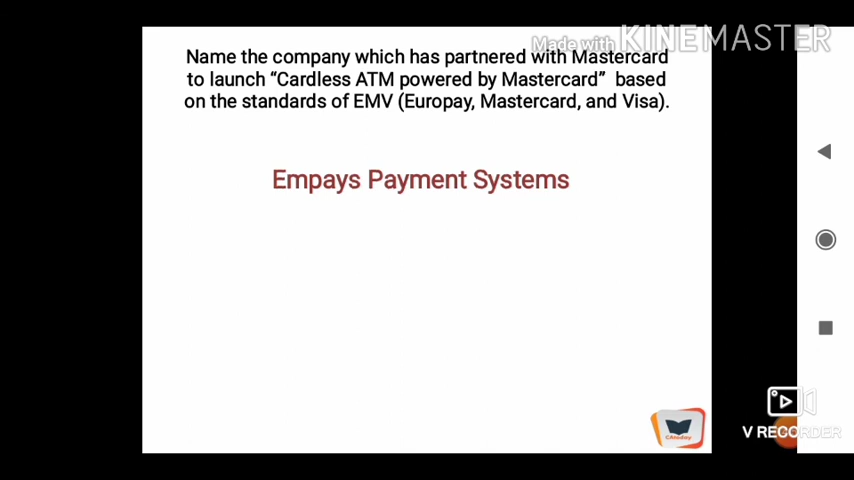 Made with KINEMASTER
Name the company which has partnered with Mastercard
to launch “Cardless ATM powered by Mastercard” based
on the standards of EMV (Europay, Mastercard, and Visa).
Empays Payment Systems
CAtoday
V RECORDER